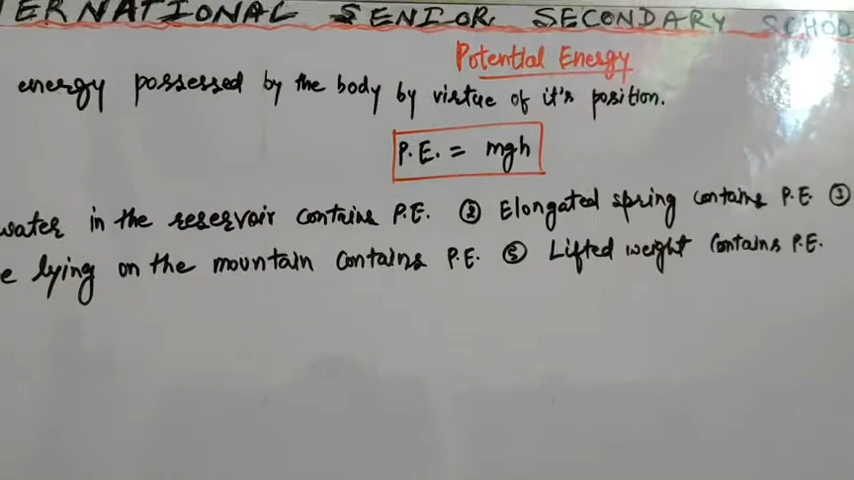 ERNATIONAL SENIOR SECONDARY SCHOO
Potential Energy
energy possessed by the body by virtue of it's position.
P.E. = mgh
water in the reservoir contains P.E. ② Elongated spring contains P.E. ③
e lying on the mountain contains P.E. ⑤ Lifted weight contains P.E.